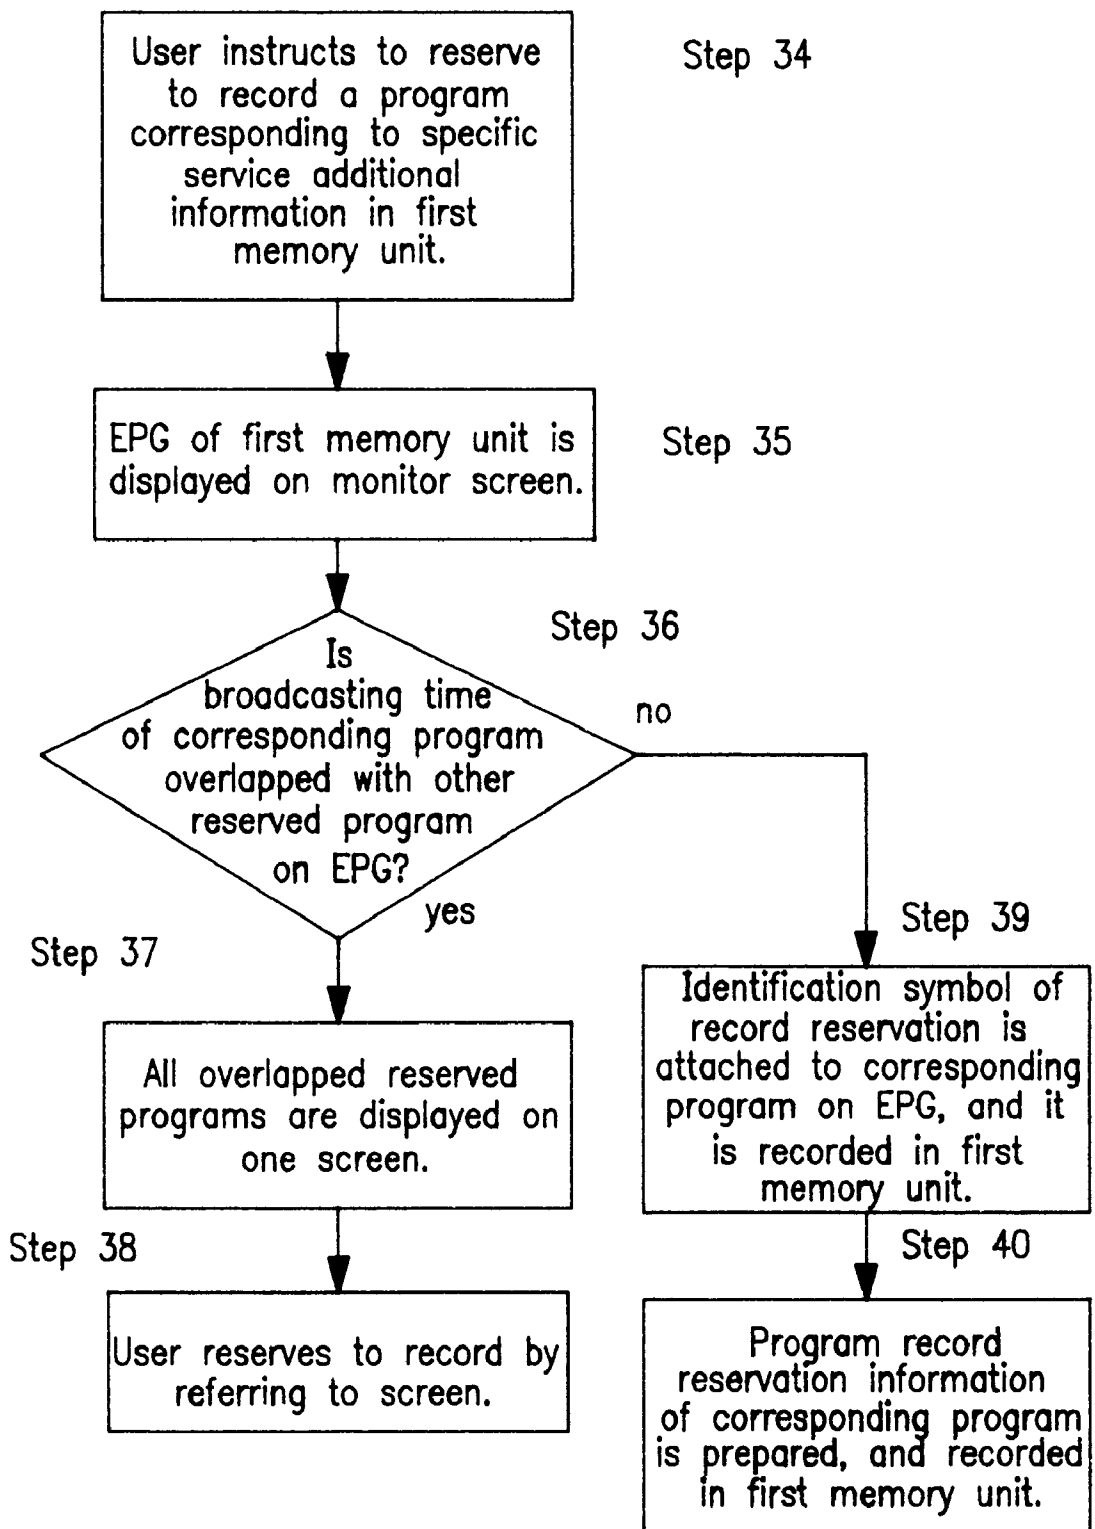 User instructs to reserve
to record a program
corresponding to specific
service additional
information in first
memory unit.
Step 34
EPG of first memory unit is
displayed on monitor screen.
Step 35
Step 36
Is
broadcasting time
of corresponding program
overlapped with other
reserved program
on EPG?
no
yes
Step 37
All overlapped reserved
programs are displayed on
one screen.
Step 38
User reserves to record by
referring to screen.
Step 39
Identification symbol of
record reservation is
attached to corresponding
program on EPG, and it
is recorded in first
memory unit.
Step 40
Program record
reservation information
of corresponding program
is prepared, and recorded
in first memory unit.